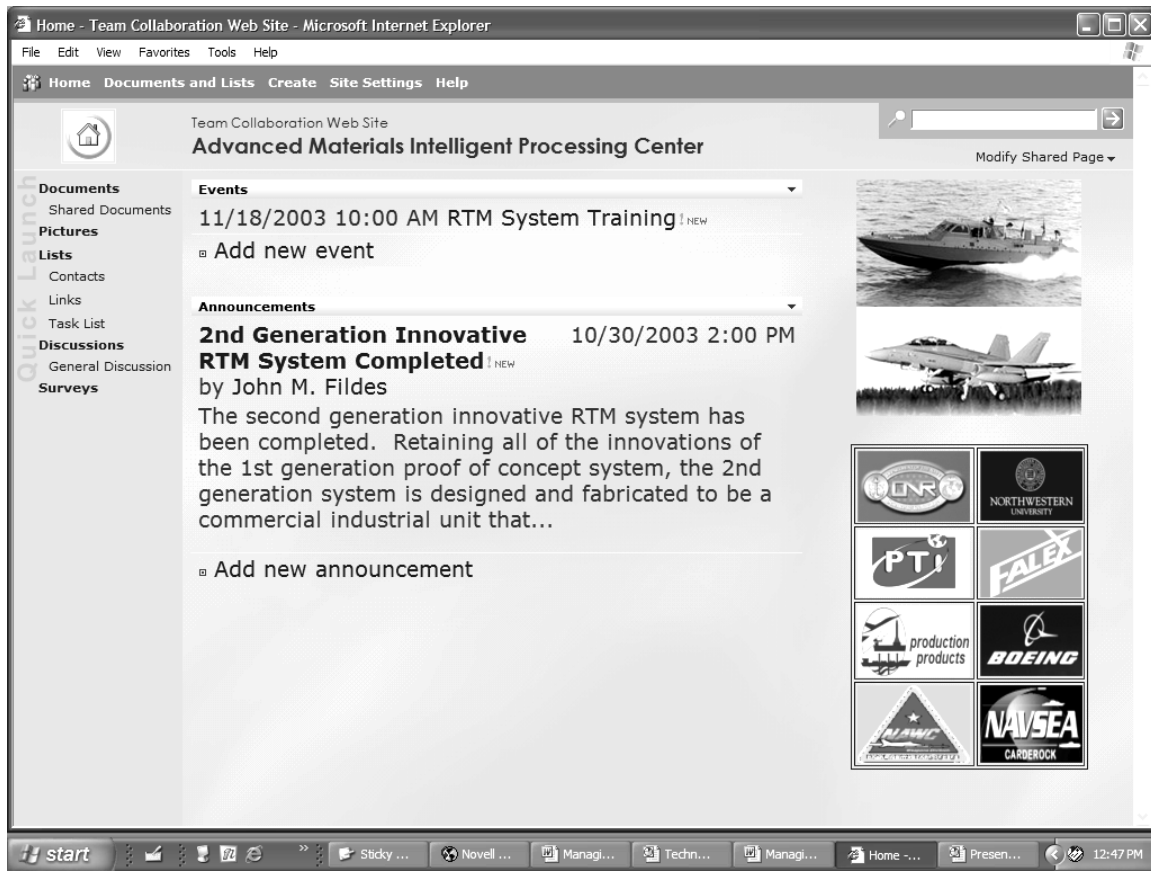 Home - Team Collaboration Web Site - Microsoft Internet Explorer
File Edit View Favorites Tools Help
Home Documents and Lists Create Site Settings Help
Team Collaboration Web Site
Advanced Materials Intelligent Processing Center
Modify Shared Page
Quick Launch
Documents
Shared Documents
Pictures
Lists
Contacts
Links
Task List
Discussions
General Discussion
Surveys
Events
11/18/2003 10:00 AM RTM System Training ! NEW
Add new event
Announcements
2nd Generation Innovative 10/30/2003 2:00 PM
RTM System Completed ! NEW
by John M. Fildes
The second generation innovative RTM system has
been completed. Retaining all of the innovations of
the 1st generation proof of concept system, the 2nd
generation system is designed and fabricated to be a
commercial industrial unit that...
Add new announcement
NORTHWESTERN
UNIVERSITY
PTI
FALEX
production
products
BOEING
NAWC
NAVSEA
CARDEROCK
start
Sticky ...
Novell ...
Managi...
Techn...
Managi...
Home -...
Presen...
12:47 PM